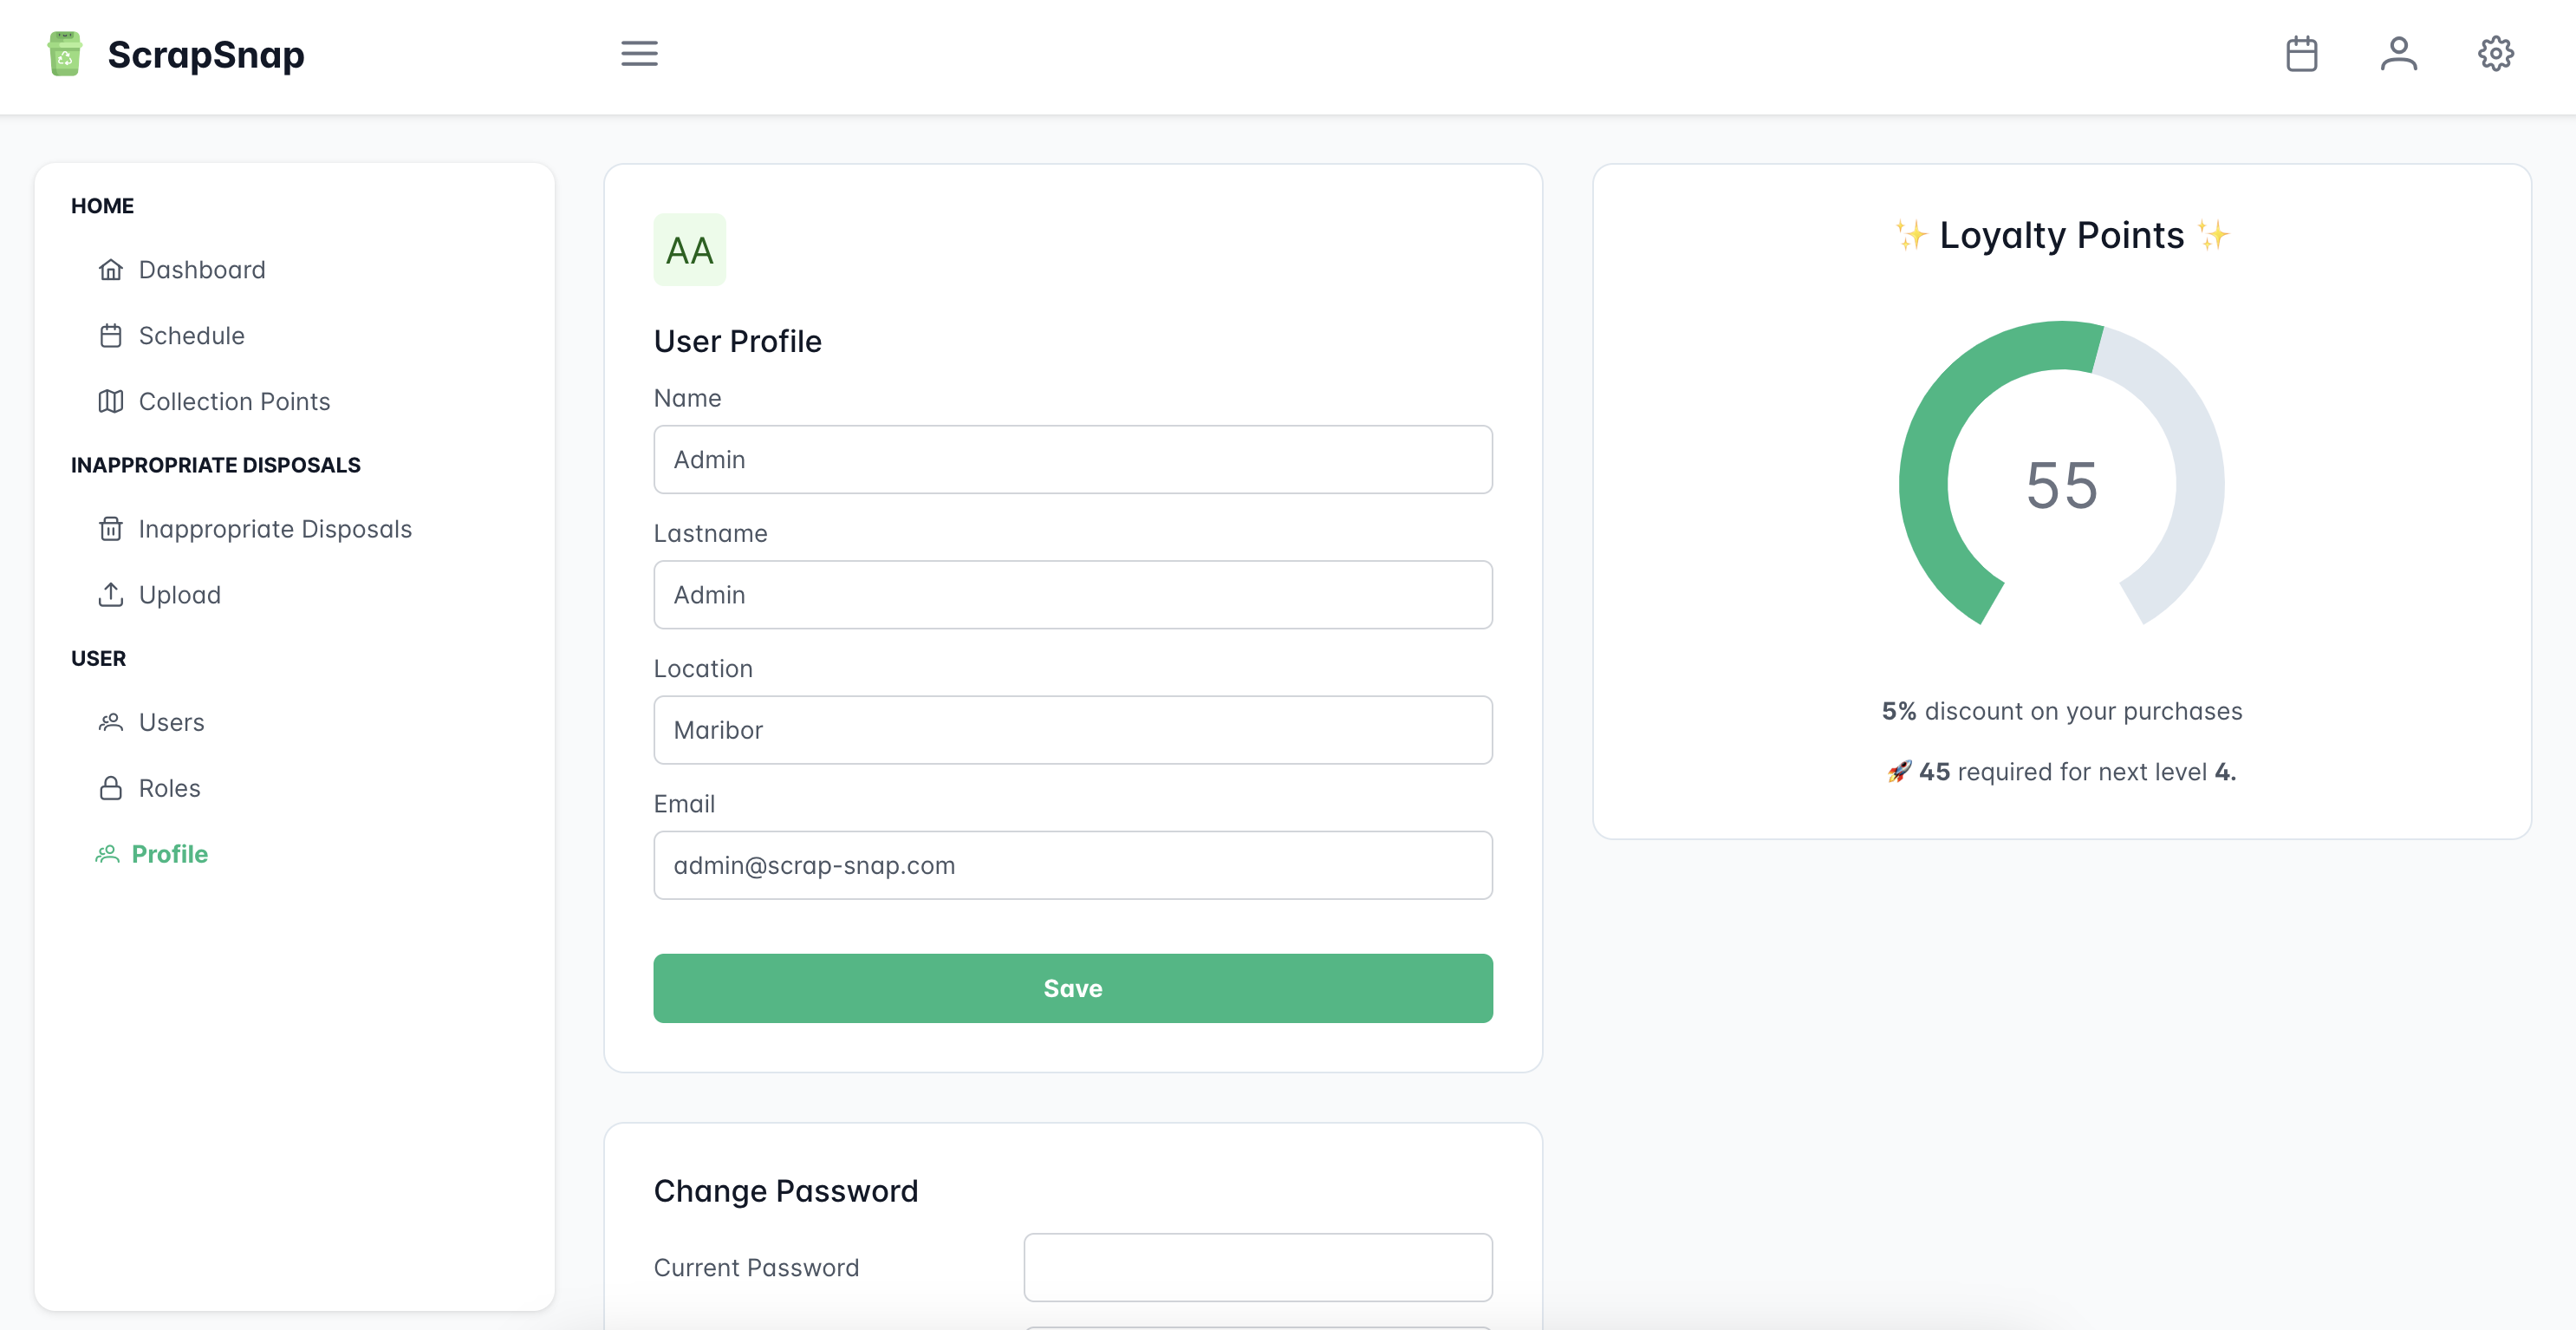 ScrapSnap
HOME
Dashboard
Schedule
Collection Points
INAPPROPRIATE DISPOSALS
Inappropriate Disposals
Upload
USER
Users
Roles
Profile
AA
User Profile
Name
Admin
Lastname
Admin
Location
Maribor
Email
admin@scrap-snap.com
Save
Change Password
Current Password
✨ Loyalty Points ✨
55
5% discount on your purchases
🚀 45 required for next level 4.